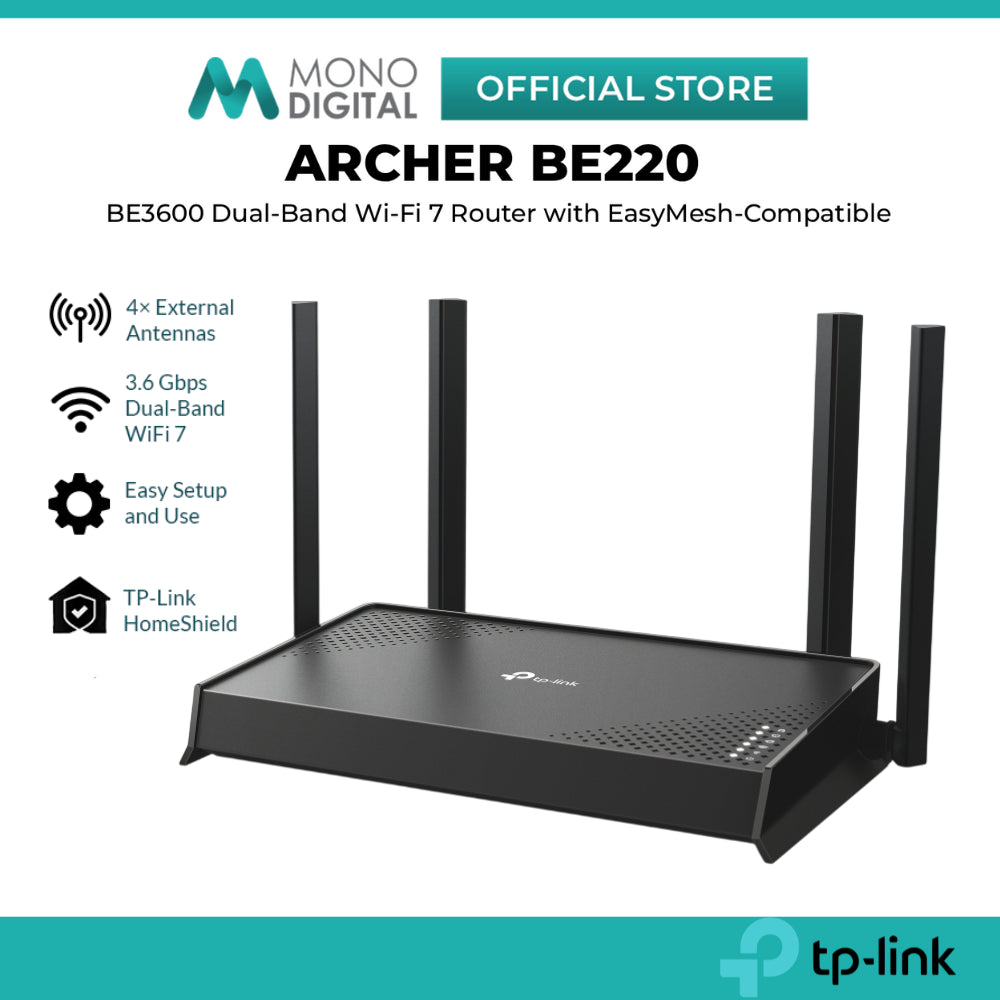 MONO
DIGITAL
OFFICIAL STORE
ARCHER BE220
BE3600 Dual-Band Wi-Fi 7 Router with EasyMesh-Compatible
4× External
Antennas
3.6 Gbps
Dual-Band
WiFi 7
Easy Setup
and Use
TP-Link
HomeShield
tp-link
tp-link